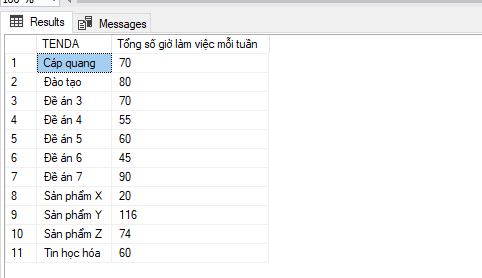 100 %
Results Messages
TENDA Tổng số giờ làm việc mỗi tuần
1 Cáp quang 70
2 Đào tạo 80
3 Đề án 3 70
4 Đề án 4 55
5 Đề án 5 60
6 Đề án 6 45
7 Đề án 7 90
8 Sản phẩm X 20
9 Sản phẩm Y 116
10 Sản phẩm Z 74
11 Tin học hóa 60